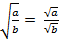 √(a/b) = √a/√b